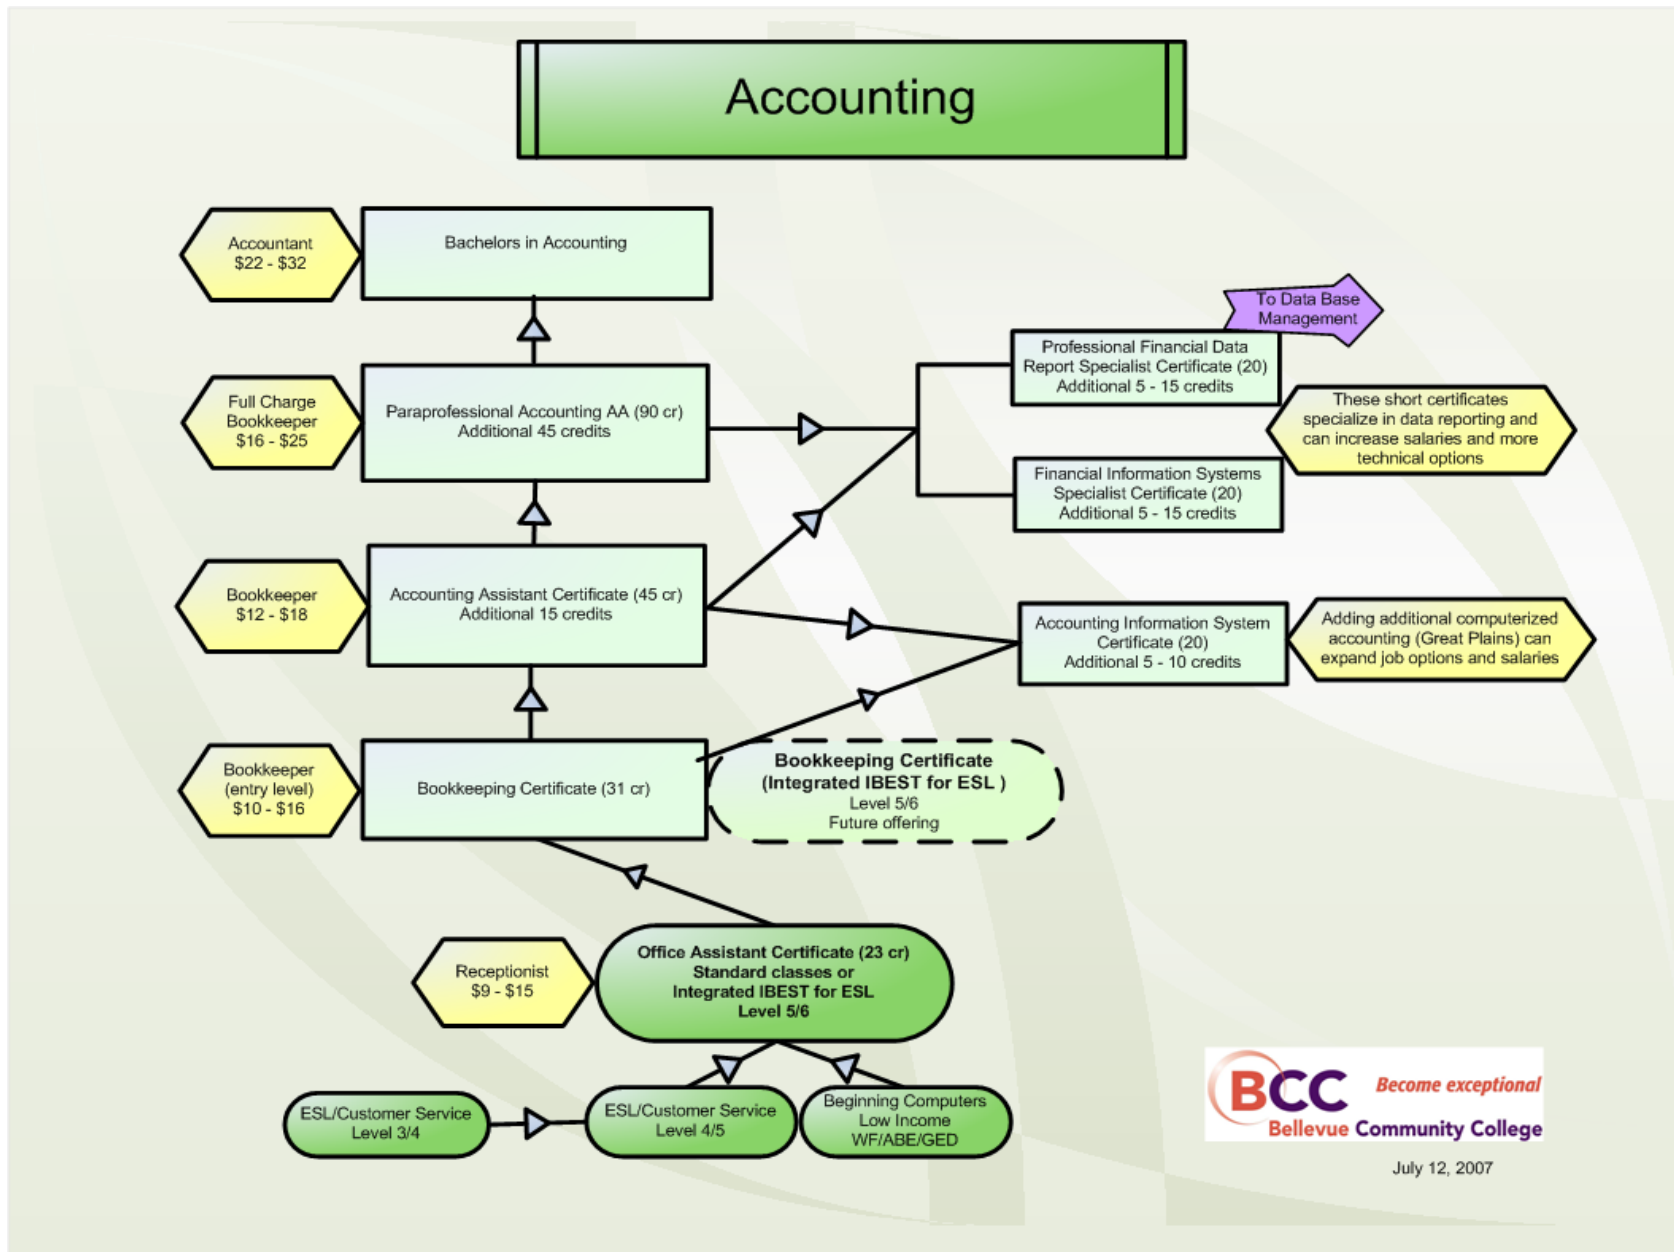 Accounting
Accountant
$22 - $32
Bachelors in Accounting
To Data Base
Management
Full Charge
Bookkeeper
$16 - $25
Paraprofessional Accounting AA (90 cr)
Additional 45 credits
Professional Financial Data
Report Specialist Certificate (20)
Additional 5 - 15 credits
These short certificates
specialize in data reporting and
can increase salaries and more
technical options
Financial Information Systems
Specialist Certificate (20)
Additional 5 - 15 credits
Bookkeeper
$12 - $18
Accounting Assistant Certificate (45 cr)
Additional 15 credits
Accounting Information System
Certificate (20)
Additional 5 - 10 credits
Adding additional computerized
accounting (Great Plains) can
expand job options and salaries
Bookkeeper
(entry level)
$10 - $16
Bookkeeping Certificate (31 cr)
Bookkeeping Certificate
(Integrated IBEST for ESL )
Level 5/6
Future offering
Receptionist
$9 - $15
Office Assistant Certificate (23 cr)
Standard classes or
Integrated IBEST for ESL
Level 5/6
ESL/Customer Service
Level 3/4
ESL/Customer Service
Level 4/5
Beginning Computers
Low Income
WF/ABE/GED
BCC
Become exceptional
Bellevue Community College
July 12, 2007